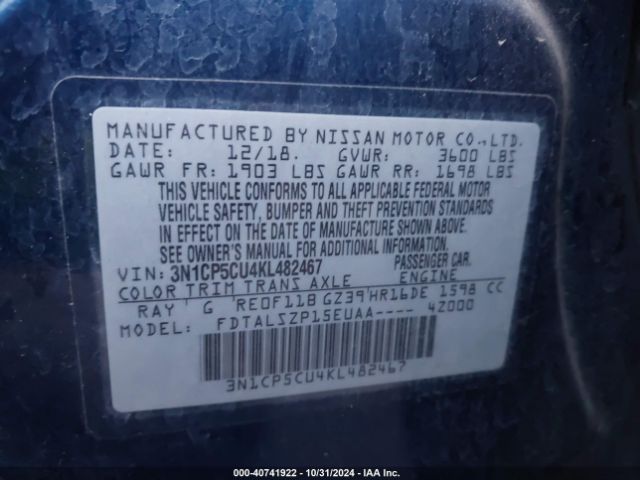 MANUFACTURED BY NISSAN MOTOR CO.,LTD.
DATE: 12/18. GVWR: 3600 LBS
GAWR FR: 1903 LBS GAWR RR: 1698 LBS
THIS VEHICLE CONFORMS TO ALL APPLICABLE FEDERAL MOTOR
VEHICLE SAFETY, BUMPER AND THEFT PREVENTION STANDARDS
IN EFFECT ON THE DATE OF MANUFACTURE SHOWN ABOVE.
SEE OWNER'S MANUAL FOR ADDITIONAL INFORMATION.
VIN: 3N1CP5CU4KL482467 PASSENGER CAR.
COLOR TRIM TRANS AXLE ENGINE
RAY G RE0F11B GZ39 HR16DE 1598 CC
MODEL: FDTALSZP15EUAA---- 42000
3N1CP5CU4KL482467
000-40741922 - 10/31/2024 - IAA Inc.